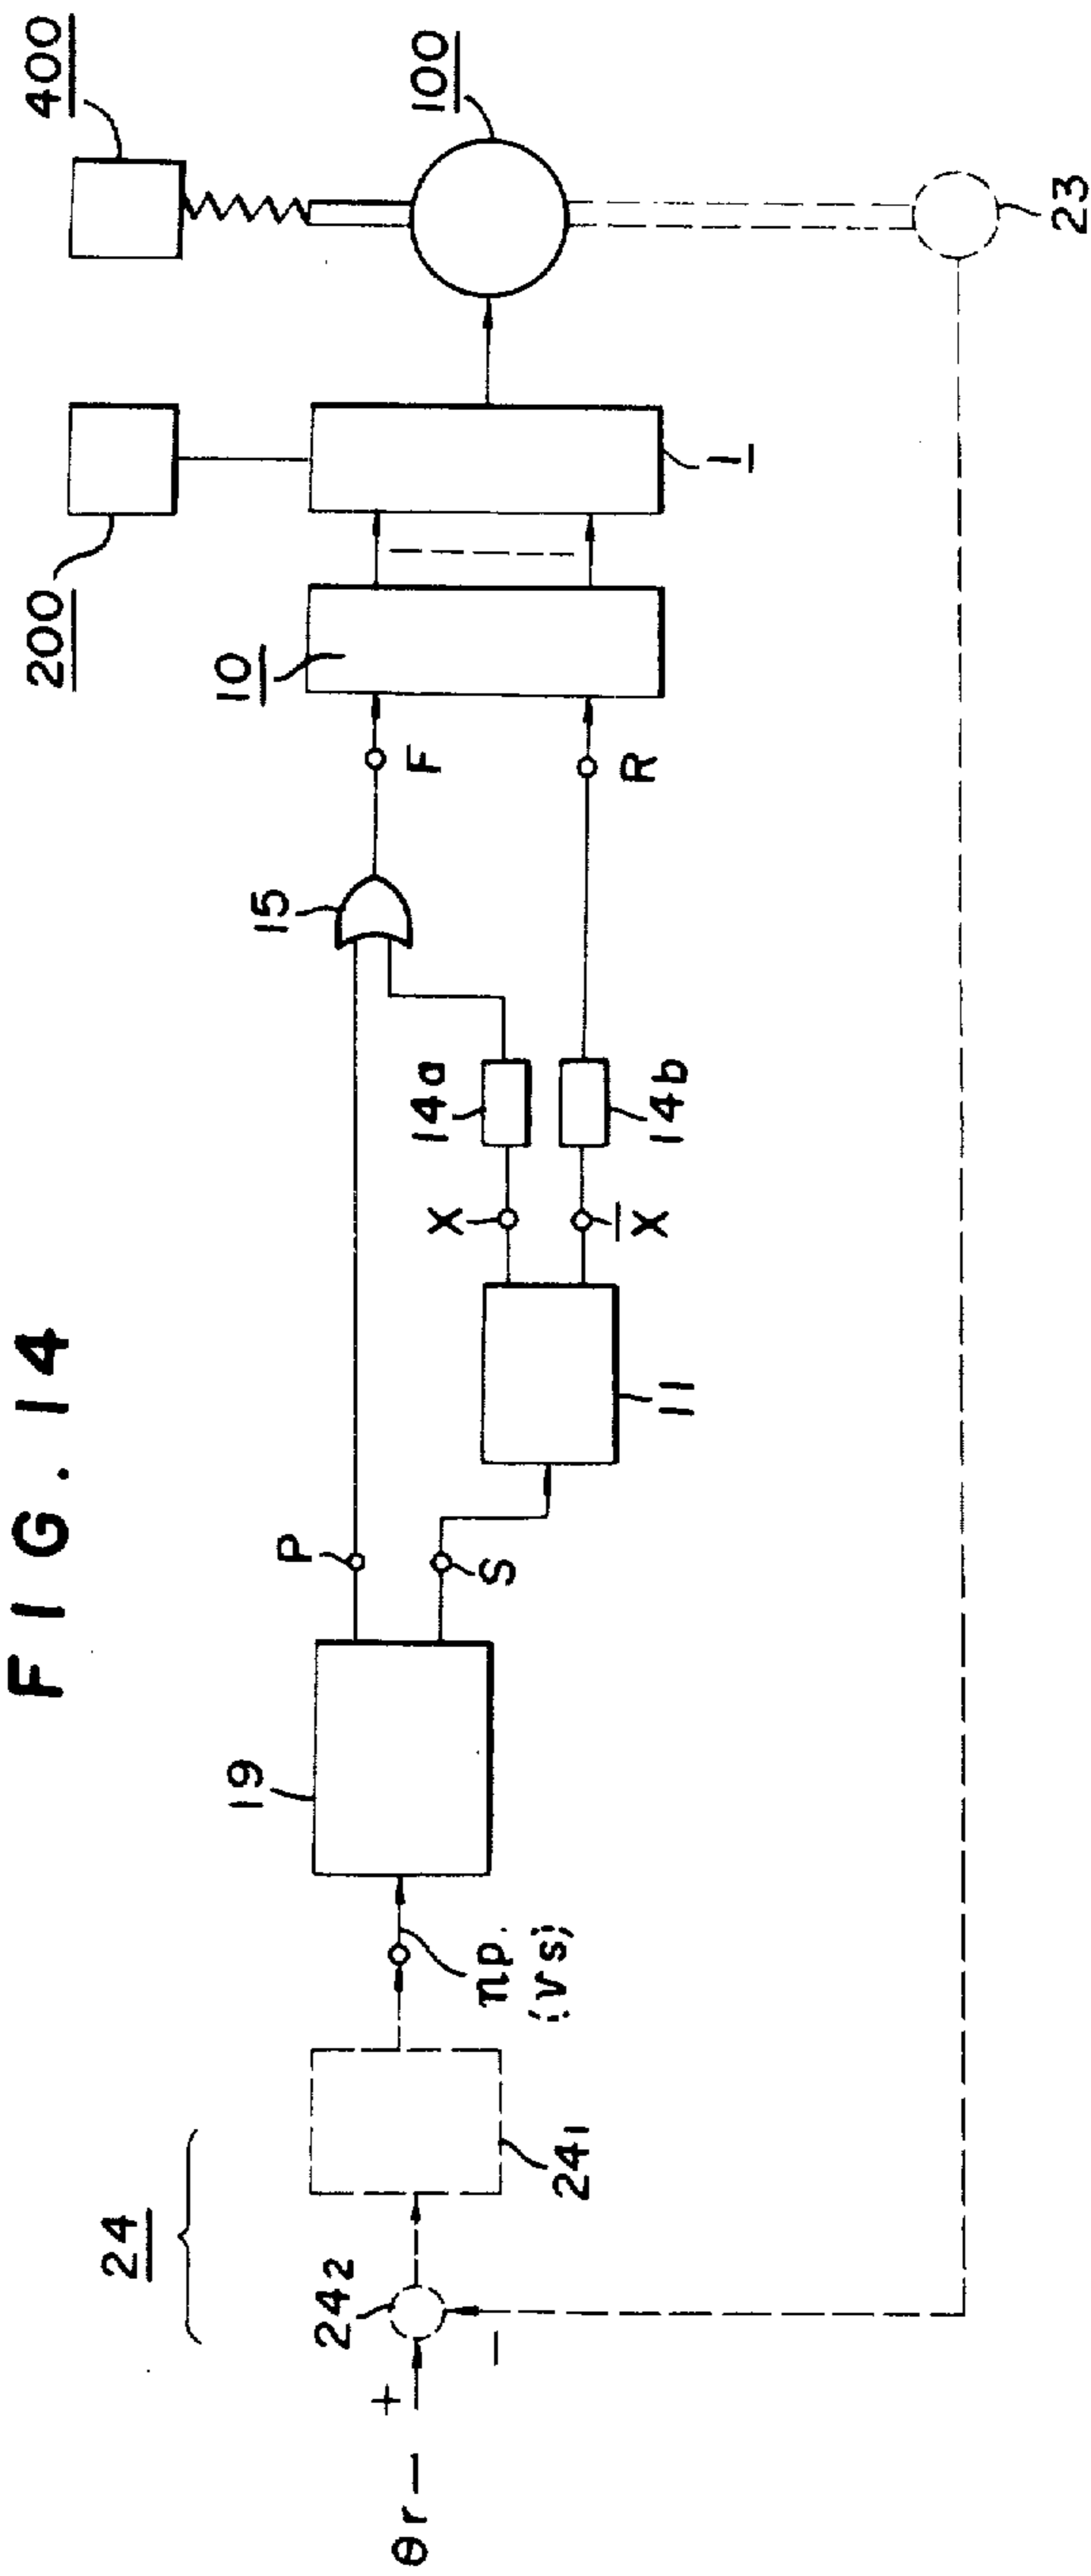 FIG. 14
24
θr
+
−
24₂
24₁
np.
(Vs)
19
P
S
11
X
X̅
14a
14b
15
F
R
10
200
1
400
100
23